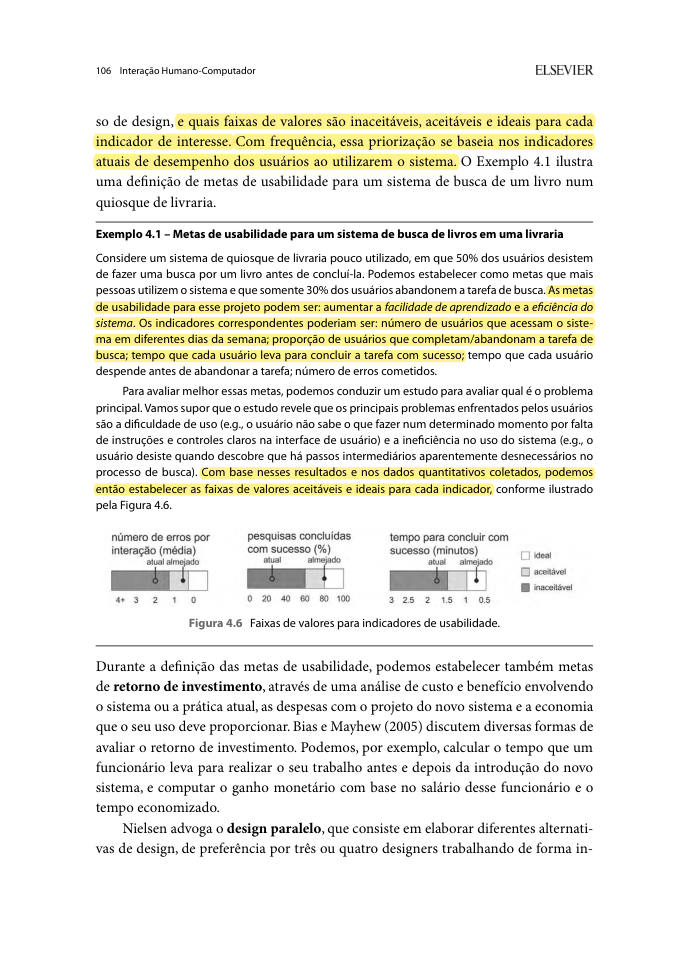 106 Interação Humano-Computador ELSEVIER
so de design, e quais faixas de valores são inaceitáveis, aceitáveis e ideais para cada
indicador de interesse. Com frequência, essa priorização se baseia nos indicadores
atuais de desempenho dos usuários ao utilizarem o sistema. O Exemplo 4.1 ilustra
uma definição de metas de usabilidade para um sistema de busca de um livro num
quiosque de livraria.
Exemplo 4.1 – Metas de usabilidade para um sistema de busca de livros em uma livraria
Considere um sistema de quiosque de livraria pouco utilizado, em que 50% dos usuários desistem
de fazer uma busca por um livro antes de concluí-la. Podemos estabelecer como metas que mais
pessoas utilizem o sistema e que somente 30% dos usuários abandonem a tarefa de busca. As metas
de usabilidade para esse projeto podem ser: aumentar a facilidade de aprendizado e a eficiência do
sistema. Os indicadores correspondentes poderiam ser: número de usuários que acessam o siste-
ma em diferentes dias da semana; proporção de usuários que completam/abandonam a tarefa de
busca; tempo que cada usuário leva para concluir a tarefa com sucesso; tempo que cada usuário
despende antes de abandonar a tarefa; número de erros cometidos.
Para avaliar melhor essas metas, podemos conduzir um estudo para avaliar qual é o problema
principal. Vamos supor que o estudo revele que os principais problemas enfrentados pelos usuários
são a dificuldade de uso (e.g., o usuário não sabe o que fazer num determinado momento por falta
de instruções e controles claros na interface de usuário) e a ineficiência no uso do sistema (e.g., o
usuário desiste quando descobre que há passos intermediários aparentemente desnecessários no
processo de busca). Com base nesses resultados e nos dados quantitativos coletados, podemos
então estabelecer as faixas de valores aceitáveis e ideais para cada indicador, conforme ilustrado
pela Figura 4.6.
número de erros por
interação (média)
atual almejado
4+ 3 2 1 0
pesquisas concluídas
com sucesso (%)
atual almejado
0 20 40 60 80 100
tempo para concluir com
sucesso (minutos)
atual almejado
3 2.5 2 1.5 1 0.5
ideal
aceitável
inaceitável
Figura 4.6 Faixas de valores para indicadores de usabilidade.
Durante a definição das metas de usabilidade, podemos estabelecer também metas
de retorno de investimento, através de uma análise de custo e benefício envolvendo
o sistema ou a prática atual, as despesas com o projeto do novo sistema e a economia
que o seu uso deve proporcionar. Bias e Mayhew (2005) discutem diversas formas de
avaliar o retorno de investimento. Podemos, por exemplo, calcular o tempo que um
funcionário leva para realizar o seu trabalho antes e depois da introdução do novo
sistema, e computar o ganho monetário com base no salário desse funcionário e o
tempo economizado.
Nielsen advoga o design paralelo, que consiste em elaborar diferentes alternati-
vas de design, de preferência por três ou quatro designers trabalhando de forma in-